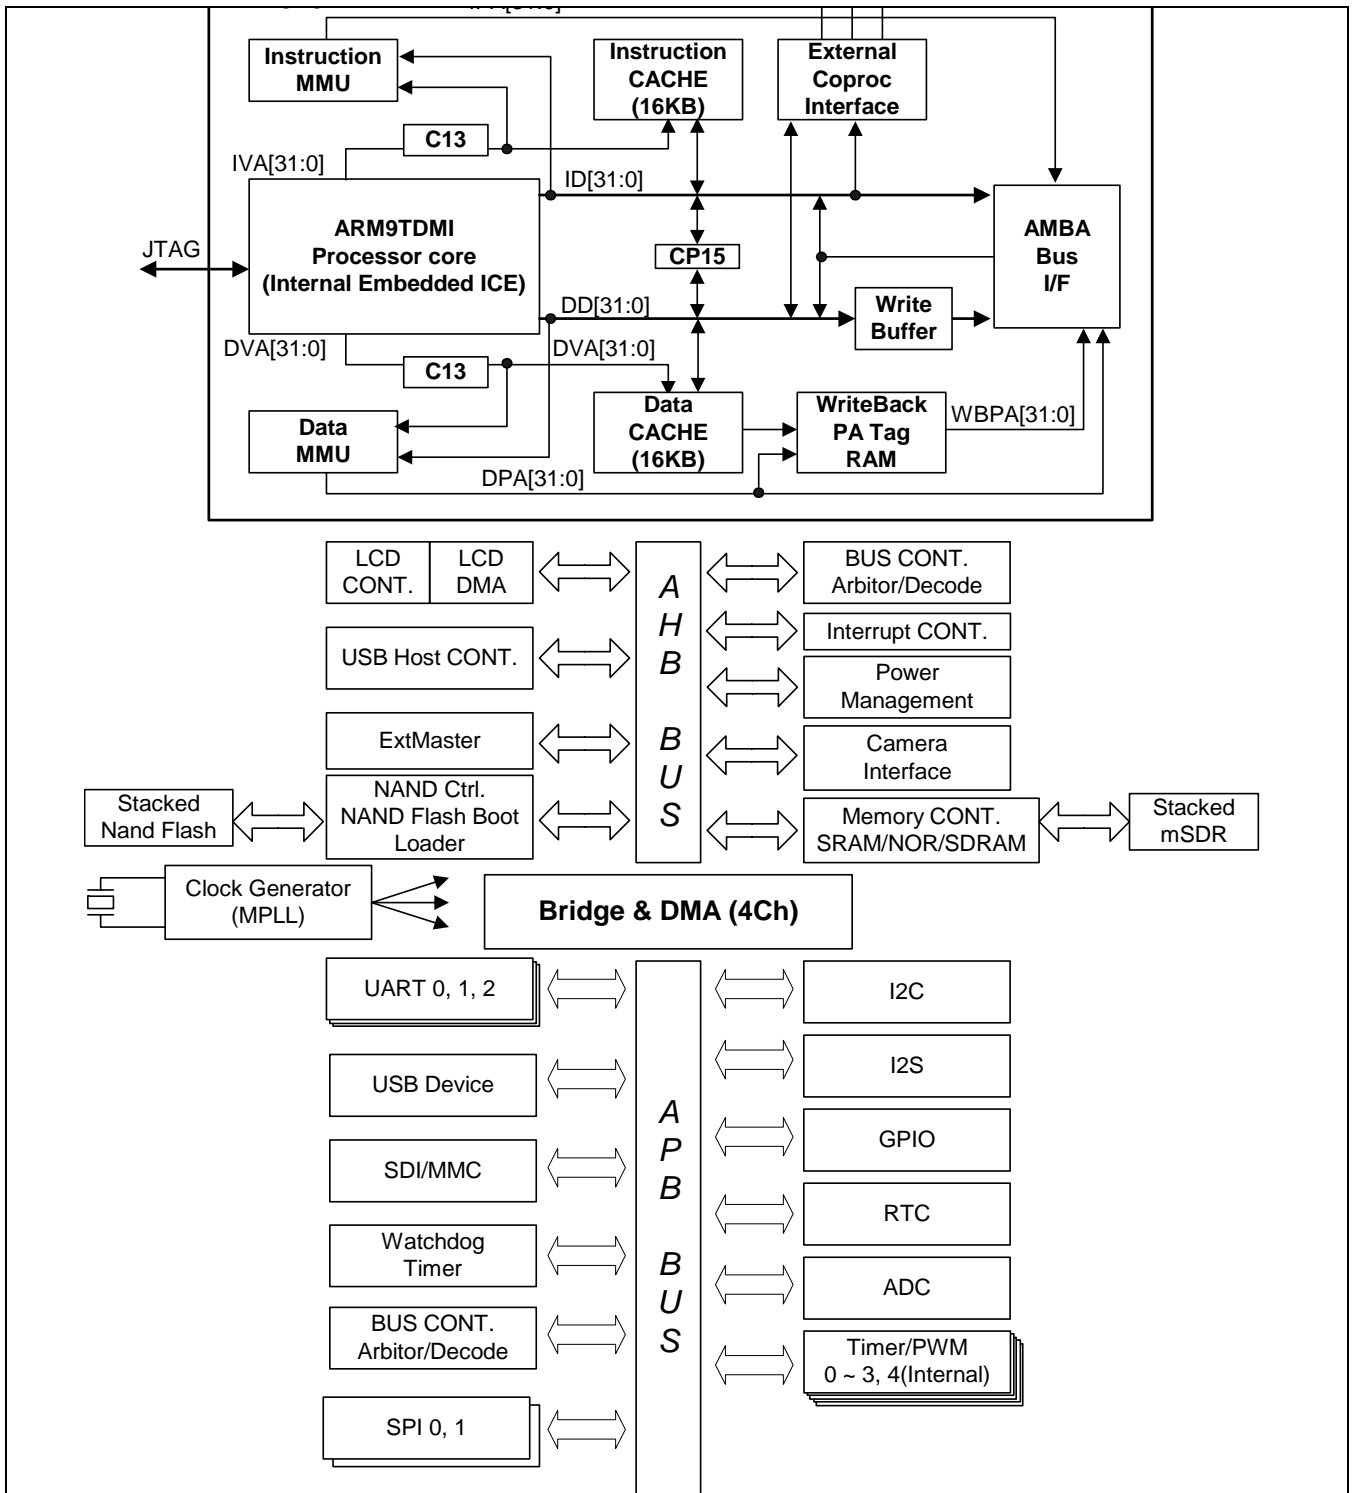 Instruction
MMU
Instruction
CACHE
(16KB)
External
Coproc
Interface
C13
IVA[31:0]
ID[31:0]
ARM9TDMI
Processor core
(Internal Embedded ICE)
JTAG
CP15
AMBA
Bus
I/F
DD[31:0]
Write
Buffer
DVA[31:0]
DVA[31:0]
C13
Data
MMU
Data
CACHE
(16KB)
WriteBack
PA Tag
RAM
WBPA[31:0]
DPA[31:0]
LCD
CONT.
LCD
DMA
AHB BUS
BUS CONT.
Arbitor/Decode
USB Host CONT.
Interrupt CONT.
Power
Management
ExtMaster
Camera
Interface
Stacked
Nand Flash
NAND Ctrl.
NAND Flash Boot
Loader
Memory CONT.
SRAM/NOR/SDRAM
Stacked
mSDR
Clock Generator
(MPLL)
Bridge & DMA (4Ch)
UART 0, 1, 2
APB BUS
I2C
USB Device
I2S
SDI/MMC
GPIO
Watchdog
Timer
RTC
BUS CONT.
Arbitor/Decode
ADC
SPI 0, 1
Timer/PWM
0 ~ 3, 4(Internal)